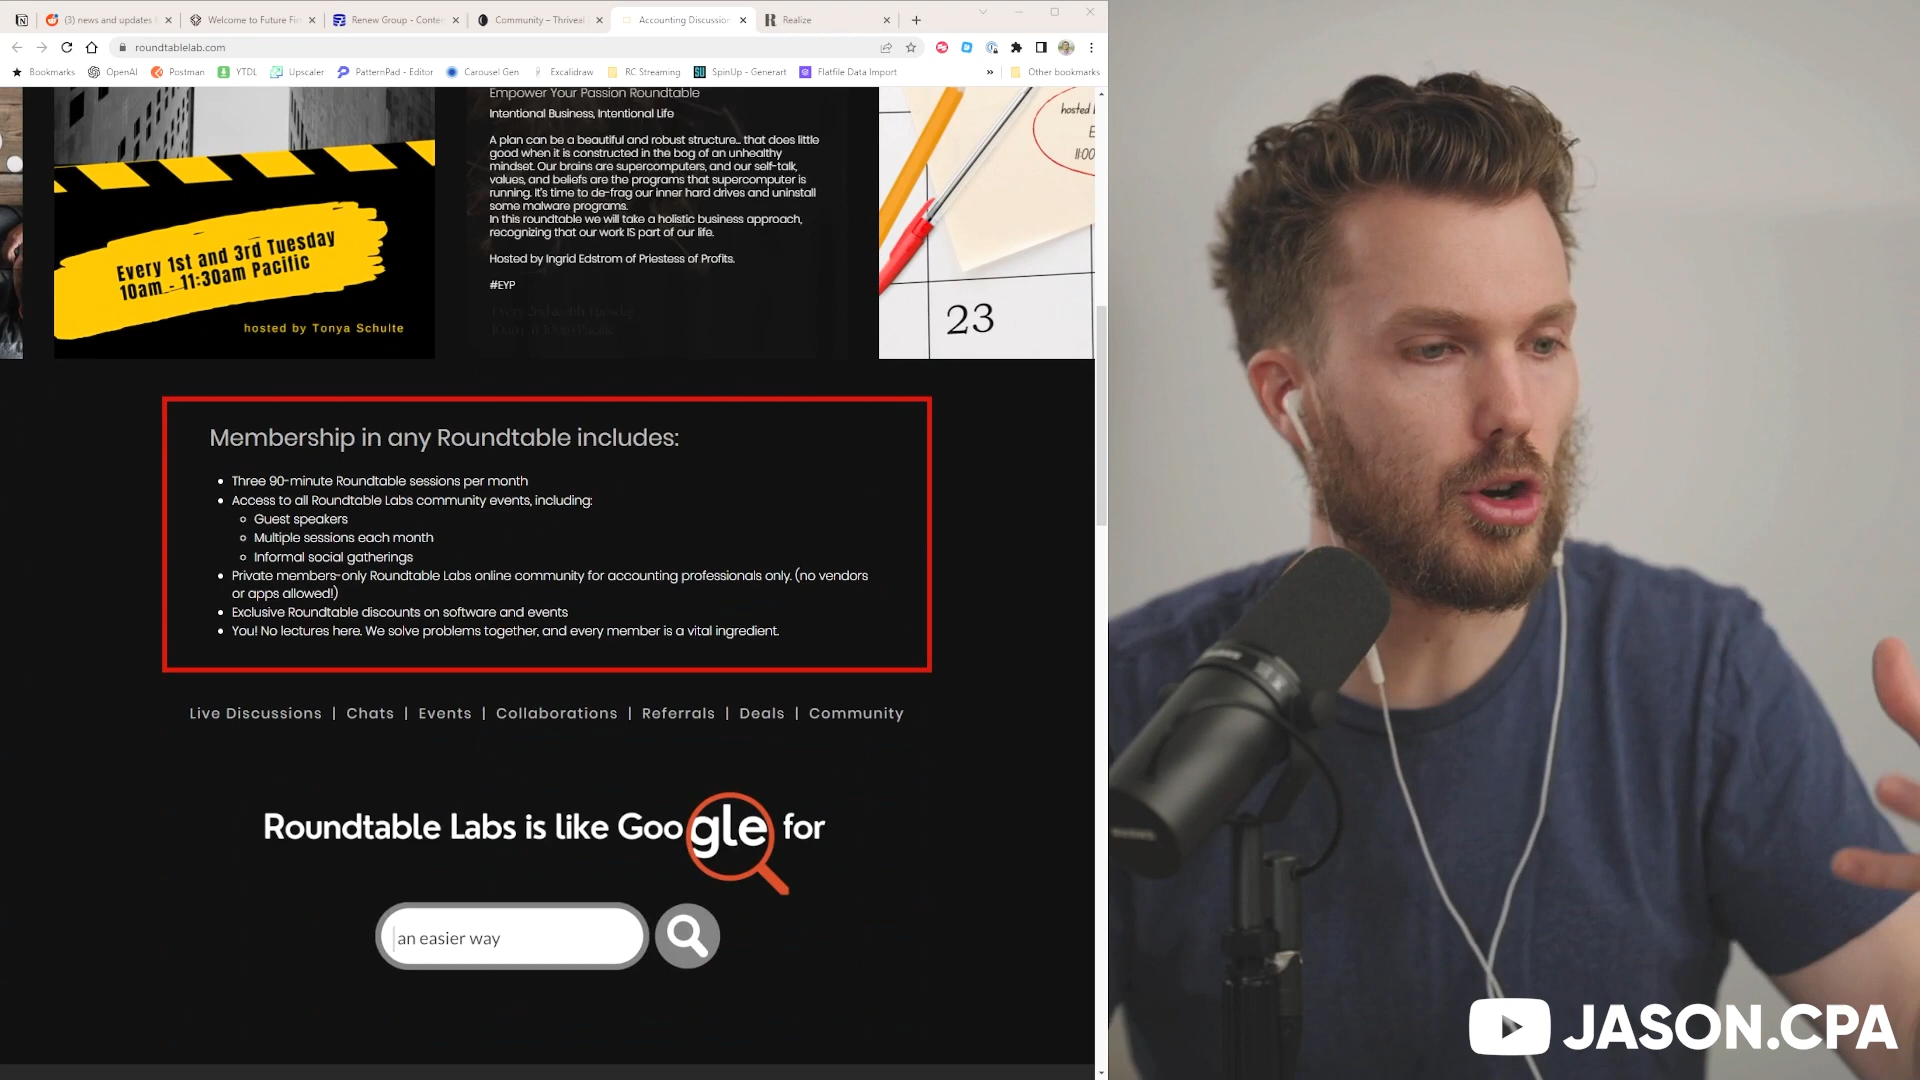 (3) news and updates
Welcome to Future Fir
Renew Group - Conten
Community – Thriveal
Accounting Discussion
Realize
roundtablelab.com
Bookmarks
OpenAI
Postman
YTDL
Upscaler
PatternPad - Editor
Carousel Gen
Excalidraw
RC Streaming
SpinUp - Generart
Flatfile Data Import
»
Other bookmarks
Every 1st and 3rd Tuesday
10am - 11:30am Pacific
hosted by Tonya Schulte
Empower Your Passion Roundtable
Intentional Business, Intentional Life
A plan can be a beautiful and robust structure... that does little
good when it is constructed in the bog of an unhealthy
mindset. Our brains are supercomputers, and our self-talk,
values, and beliefs are the programs that supercomputer is
running. It's time to de-frag our inner hard drives and uninstall
some malware programs.
In this roundtable we will take a holistic business approach,
recognizing that our work IS part of our life.
Hosted by Ingrid Edstrom of Priestess of Profits.
#EYP
hosted
E
11:00
23
Membership in any Roundtable includes:
• Three 90-minute Roundtable sessions per month
• Access to all Roundtable Labs community events, including:
Guest speakers
Multiple sessions each month
Informal social gatherings
• Private members-only Roundtable Labs online community for accounting professionals only. (no vendors
or apps allowed!)
• Exclusive Roundtable discounts on software and events
• You! No lectures here. We solve problems together, and every member is a vital ingredient.
Live Discussions | Chats | Events | Collaborations | Referrals | Deals | Community
Roundtable Labs is like Google for
an easier way
JASON.CPA